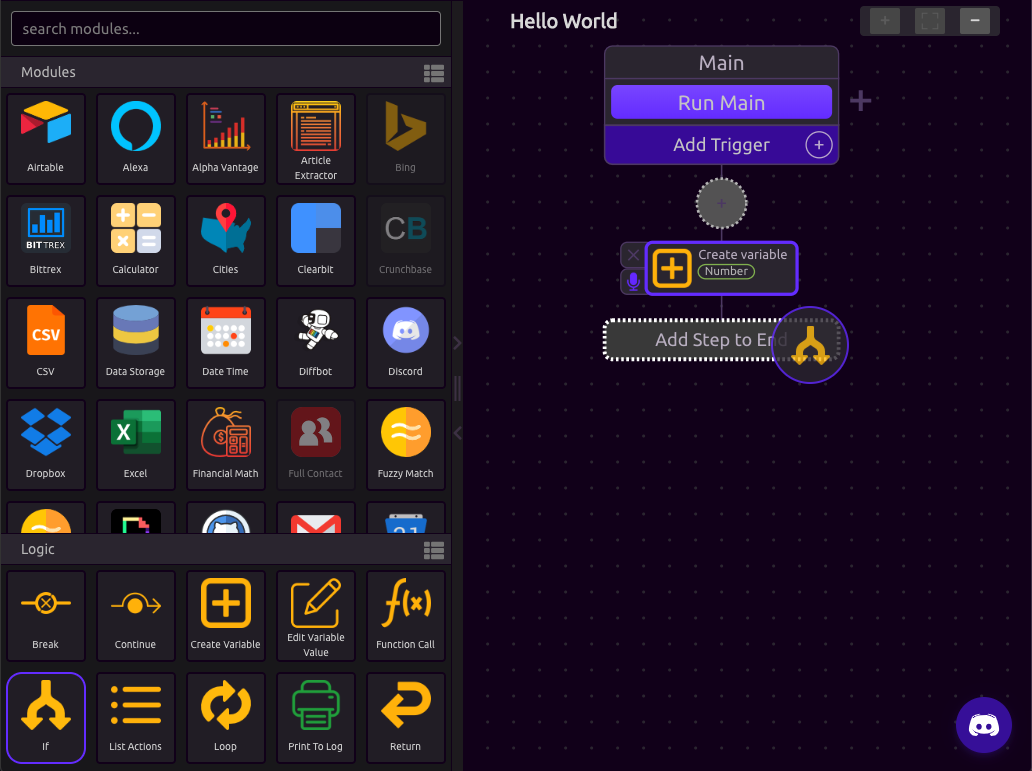 search modules...
Hello World
Modules
Main
Run Main
Add Trigger
Airtable
Alexa
Alpha Vantage
Article
Extractor
Bing
BITTREX
CB
Bittrex
Calculator
Cities
Clearbit
Crunchbase
Create variable
Number
CSV
CSV
Data Storage
Date Time
Diffbot
Discord
Add Step to End
X
Dropbox
Excel
Financial Math
Full Contact
Fuzzy Match
Logic
f(x)
Break
Continue
Create Variable
Edit Variable
Value
Function Call
If
List Actions
Loop
Print To Log
Return